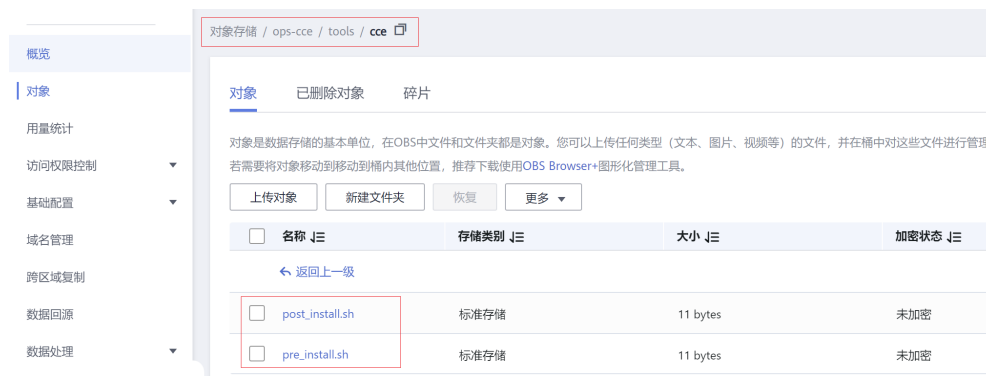 对象存储 / ops-cce / tools / cce
概览
对象
用量统计
访问权限控制
基础配置
域名管理
跨区域复制
数据回源
数据处理
对象 已删除对象 碎片
对象是数据存储的基本单位，在OBS中文件和文件夹都是对象。您可以上传任何类型（文本、图片、视频等）的文件，并在桶中对这些文件进行管理
若需要将对象移动到移动到桶内其他位置，推荐下载使用OBS Browser+图形化管理工具。
上传对象 新建文件夹 恢复 更多
名称 存储类别 大小 加密状态
返回上一级
post_install.sh 标准存储 11 bytes 未加密
pre_install.sh 标准存储 11 bytes 未加密